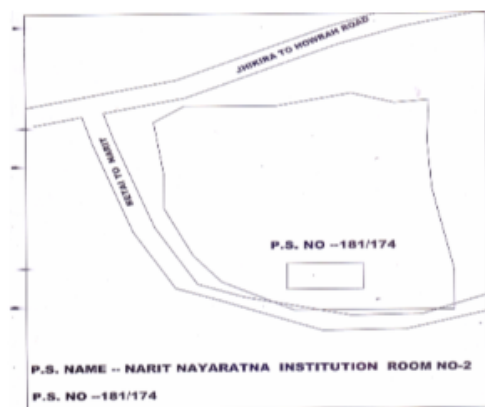 JHIKIRA TO HOWRAH ROAD
KETAI TO NARIT
P.S. NO --181/174
P.S. NAME -- NARIT NAYARATNA INSTITUTION ROOM NO-2
P.S. NO --181/174